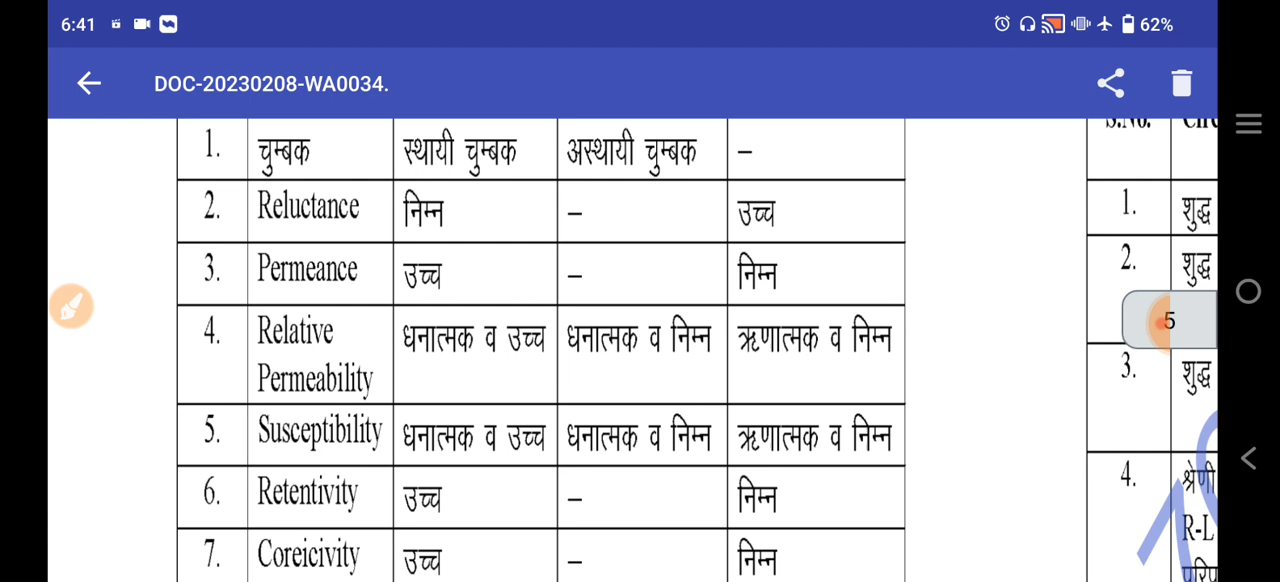 6:41 62%
DOC-20230208-WA0034.
1. चुम्बक स्थायी चुम्बक अस्थायी चुम्बक –
2. Reluctance निम्न – उच्च
3. Permeance उच्च – निम्न
4. Relative Permeability धनात्मक व उच्च धनात्मक व निम्न ऋणात्मक व निम्न
5. Susceptibility धनात्मक व उच्च धनात्मक व निम्न ऋणात्मक व निम्न
6. Retentivity उच्च – निम्न
7. Coreicivity उच्च – निम्न
S.No.
1. शुद्ध
2. शुद्ध
5
3. शुद्ध
4. श्रेणी
R-L